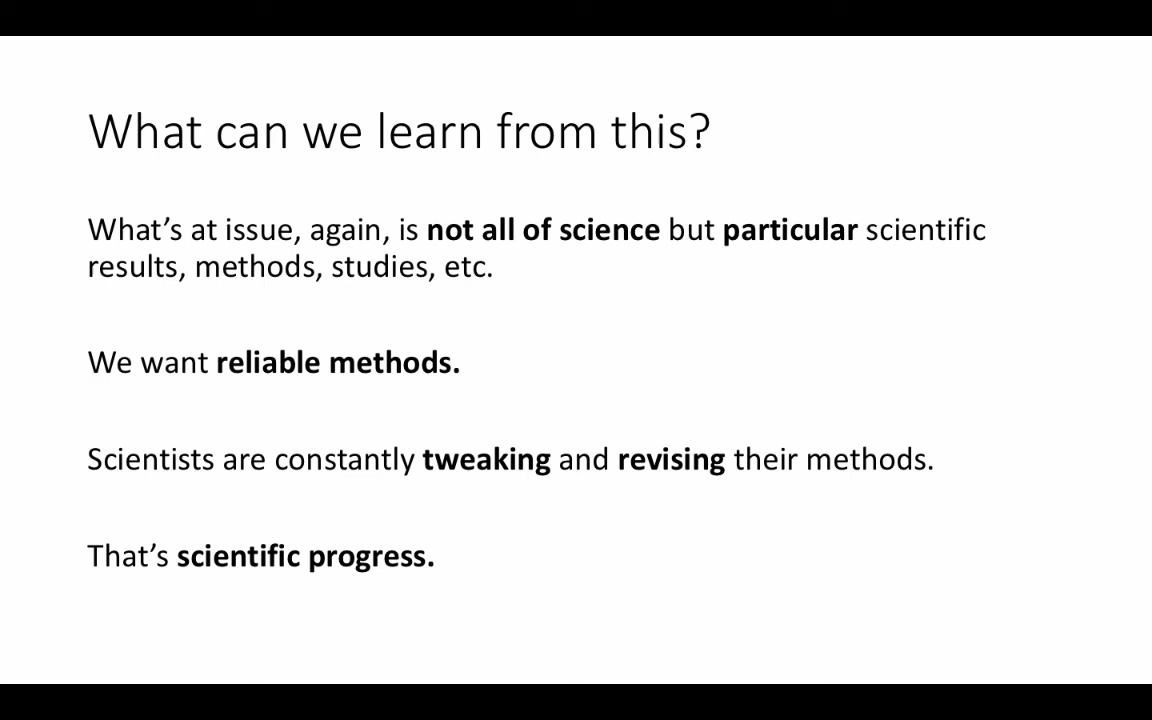 What can we learn from this?
What’s at issue, again, is not all of science but particular scientific
results, methods, studies, etc.
We want reliable methods.
Scientists are constantly tweaking and revising their methods.
That’s scientific progress.